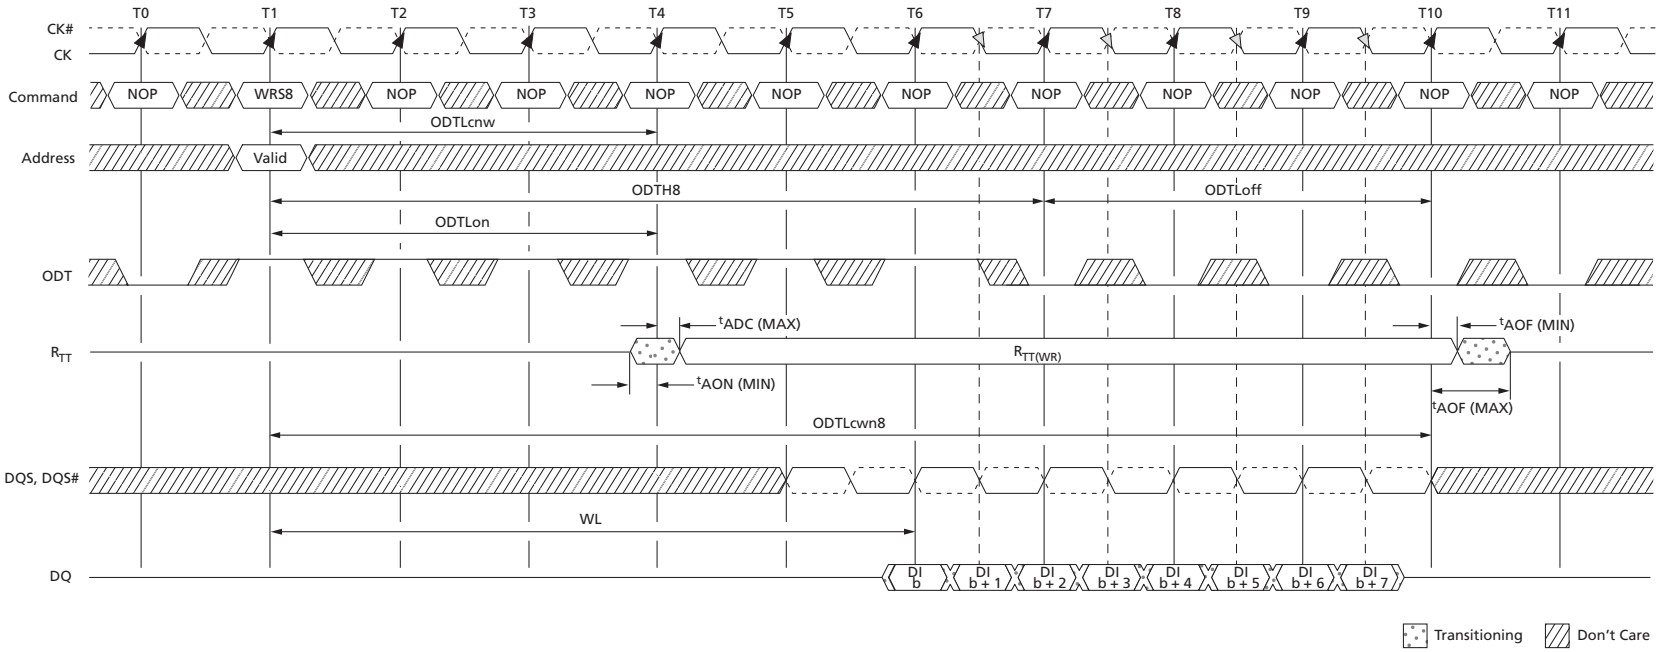 T0 T1 T2 T3 T4 T5 T6 T7 T8 T9 T10 T11
CK#
CK
Command NOP WRS8 NOP NOP NOP NOP NOP NOP NOP NOP NOP NOP
ODTLcnw
Address Valid
ODTH8 ODTLoff
ODTLon
ODT
tADC (MAX) tAOF (MIN)
RTT RTT(WR)
tAON (MIN)
tAOF (MAX)
ODTLcwn8
DQS, DQS#
WL
DQ
DI b
DI b + 1
DI b + 2
DI b + 3
DI b + 4
DI b + 5
DI b + 6
DI b + 7
Transitioning Don't Care